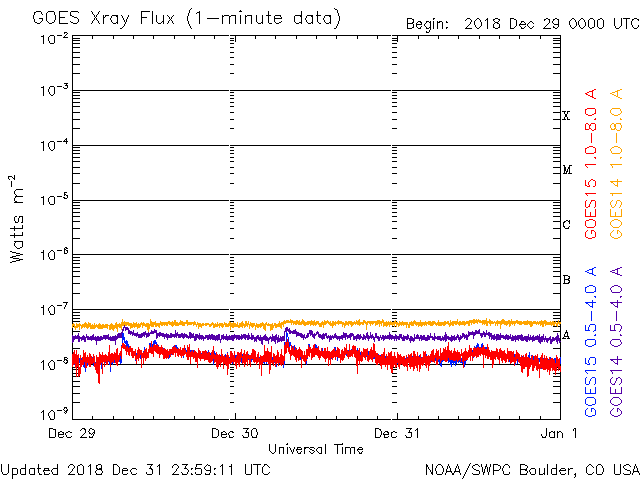 GOES Xray Flux (1-minute data)
Begin: 2018 Dec 29 0000 UTC
10⁻²
10⁻³
10⁻⁴
10⁻⁵
10⁻⁶
10⁻⁷
10⁻⁸
10⁻⁹
Watts m⁻²
X
M
C
B
A
GOES15 1.0-8.0 A
GOES14 1.0-8.0 A
GOES15 0.5-4.0 A
GOES14 0.5-4.0 A
Dec 29 Dec 30 Dec 31 Jan 1
Universal Time
Updated 2018 Dec 31 23:59:11 UTC
NOAA/SWPC Boulder, CO USA